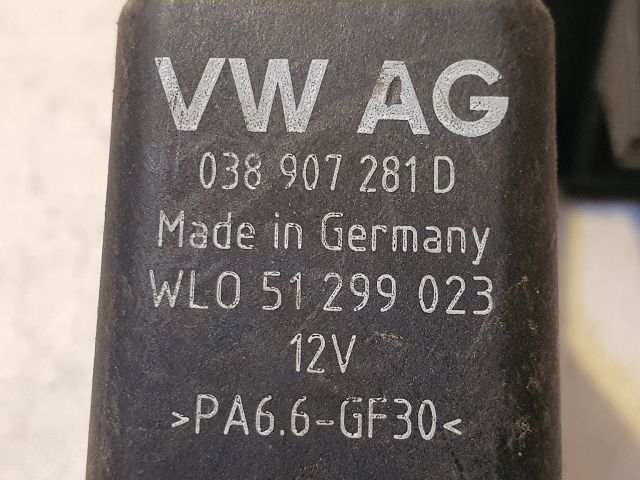 VW AG
038 907 281 D
Made in Germany
WLO 51 299 023
12V
>PA6.6-GF30<